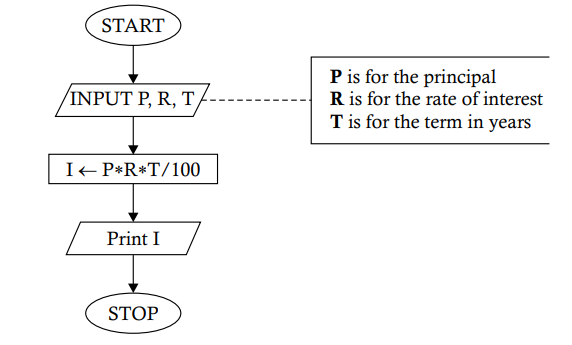 START
INPUT P, R, T
P is for the principal
R is for the rate of interest
T is for the term in years
I ← P*R*T/100
Print I
STOP